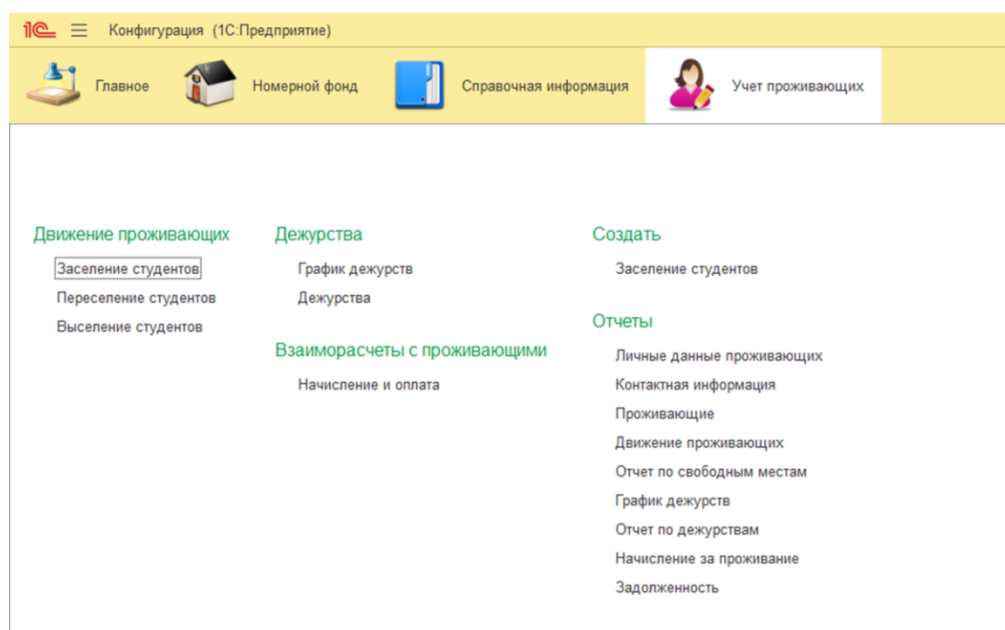 1С Конфигурация (1С:Предприятие)
Главное
Номерной фонд
Справочная информация
Учет проживающих
Движение проживающих
Заселение студентов
Переселение студентов
Выселение студентов
Дежурства
График дежурств
Дежурства
Взаиморасчеты с проживающими
Начисление и оплата
Создать
Заселение студентов
Отчеты
Личные данные проживающих
Контактная информация
Проживающие
Движение проживающих
Отчет по свободным местам
График дежурств
Отчет по дежурствам
Начисление за проживание
Задолженность